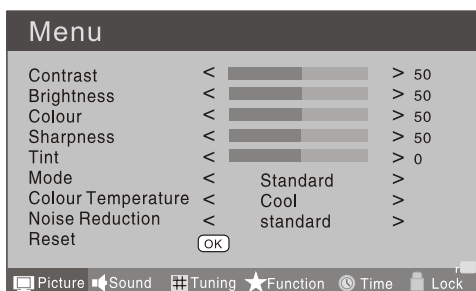 Menu
Contrast < > 50
Brightness < > 50
Colour < > 50
Sharpness < > 50
Tint < > 0
Mode < Standard >
Colour Temperature < Cool >
Noise Reduction < standard >
Reset OK
Picture Sound Tuning Function Time Lock